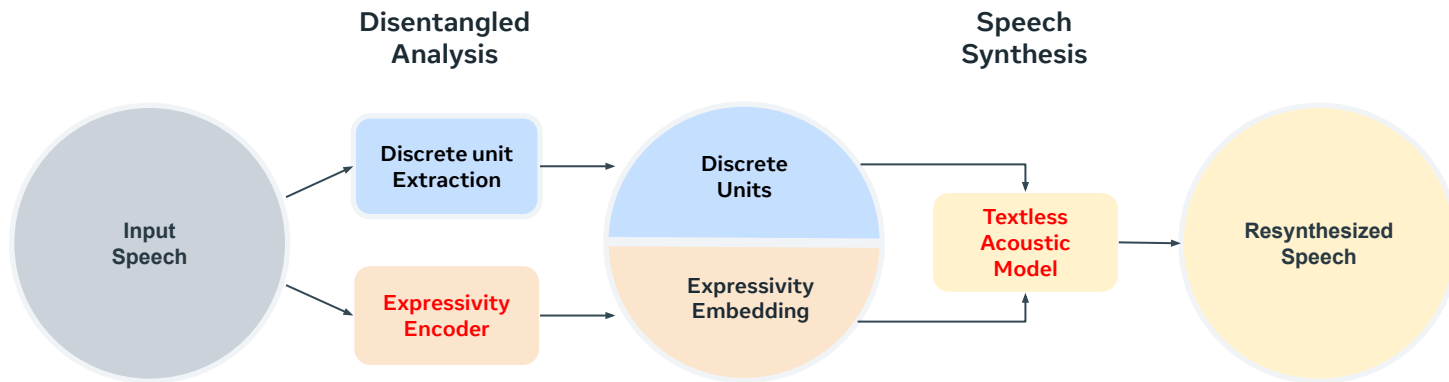 Disentangled
Analysis
Speech
Synthesis
Input
Speech
Discrete unit
Extraction
Expressivity
Encoder
Discrete
Units
Expressivity
Embedding
Textless
Acoustic
Model
Resynthesized
Speech